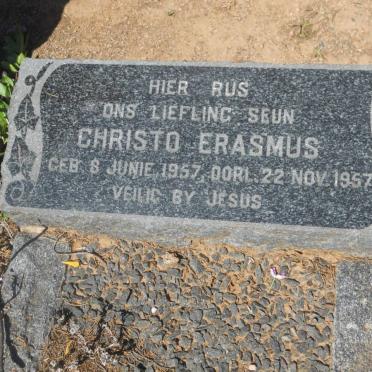 HIER RUS
ONS LIEFLING SEUN
CHRISTO ERASMUS
GEB. 8 JUNIE 1957, OORL. 22 NOV. 1957
VEILIG BY JESUS